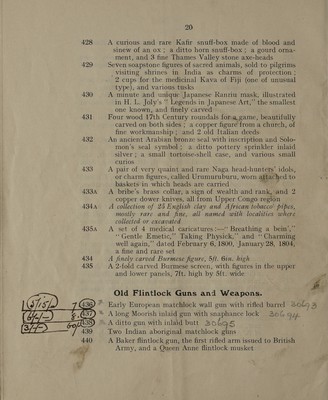 20
428 A curious and rare Kafir snuff-box made of blood and
sinew of an ox ; a ditto horn snuff-box ; a gourd orna-
ment, and 3 fine Thames Valley stone axe-heads
429 Seven soapstone figures of sacred animals, sold to pilgrims
visiting shrines in India as charms of protection ;
2 cups for the medicinal Kava of Fiji (one of unusual
type), and various tusks
430 A minute and unique Japanese Kanriu mask, illustrated
in H. L. Joly's " Legends in Japanese Art," the smallest
one known, and finely carved
431 Four wood 17th Century roundals for a game, beautifully
carved on both sides ; a copper figure from a church, of
fine workmanship ; and 2 old Italian deeds
432 An ancient Arabian bronze seal with inscription and Solo-
mon's seal symbol ; a ditto pottery sprinkler inlaid
silver ; a small tortoise-shell case, and various small
curios
433 A pair of very quaint and rare Naga head-hunters' idols,
or charm figures, called Urumurubum, worn attached to
baskets in which heads are carried
433A A bribe's brass collar, a sign of wealth and rank, and 2
copper dower knives, all from Upper Congo region
434A A collection of 25 English clay and African tobacco pipes,
mostly rare and fine, all named with localities where
collected or excavated
435A A set of 4 medical caricatures :—" Breathing a Vein',"
" Gentle Emetic," Taking Physick," and " Charming
well again," dated February 6, 1800, January 28, 1804,
a fine and rare set
434 A finely carved Burmese figure, 5ft. 6in. high
435 A 2-fold carved Burmese screen, with figures in the upper
and lower panels, 7ft. high by 5ft. wide
Old Flintlock Guns and Weapons.
7 436 Early European matchlock wall gun with rifled barrel
8 437 A long Moorish inlaid gun with snaphance lock
438 A ditto gun with inlaid butt
439 Two Indian aboriginal matchlock guns
440 A Baker flintlock gun, the first rifled arm issued to British
Army, and a Queen Anne flintlock musket